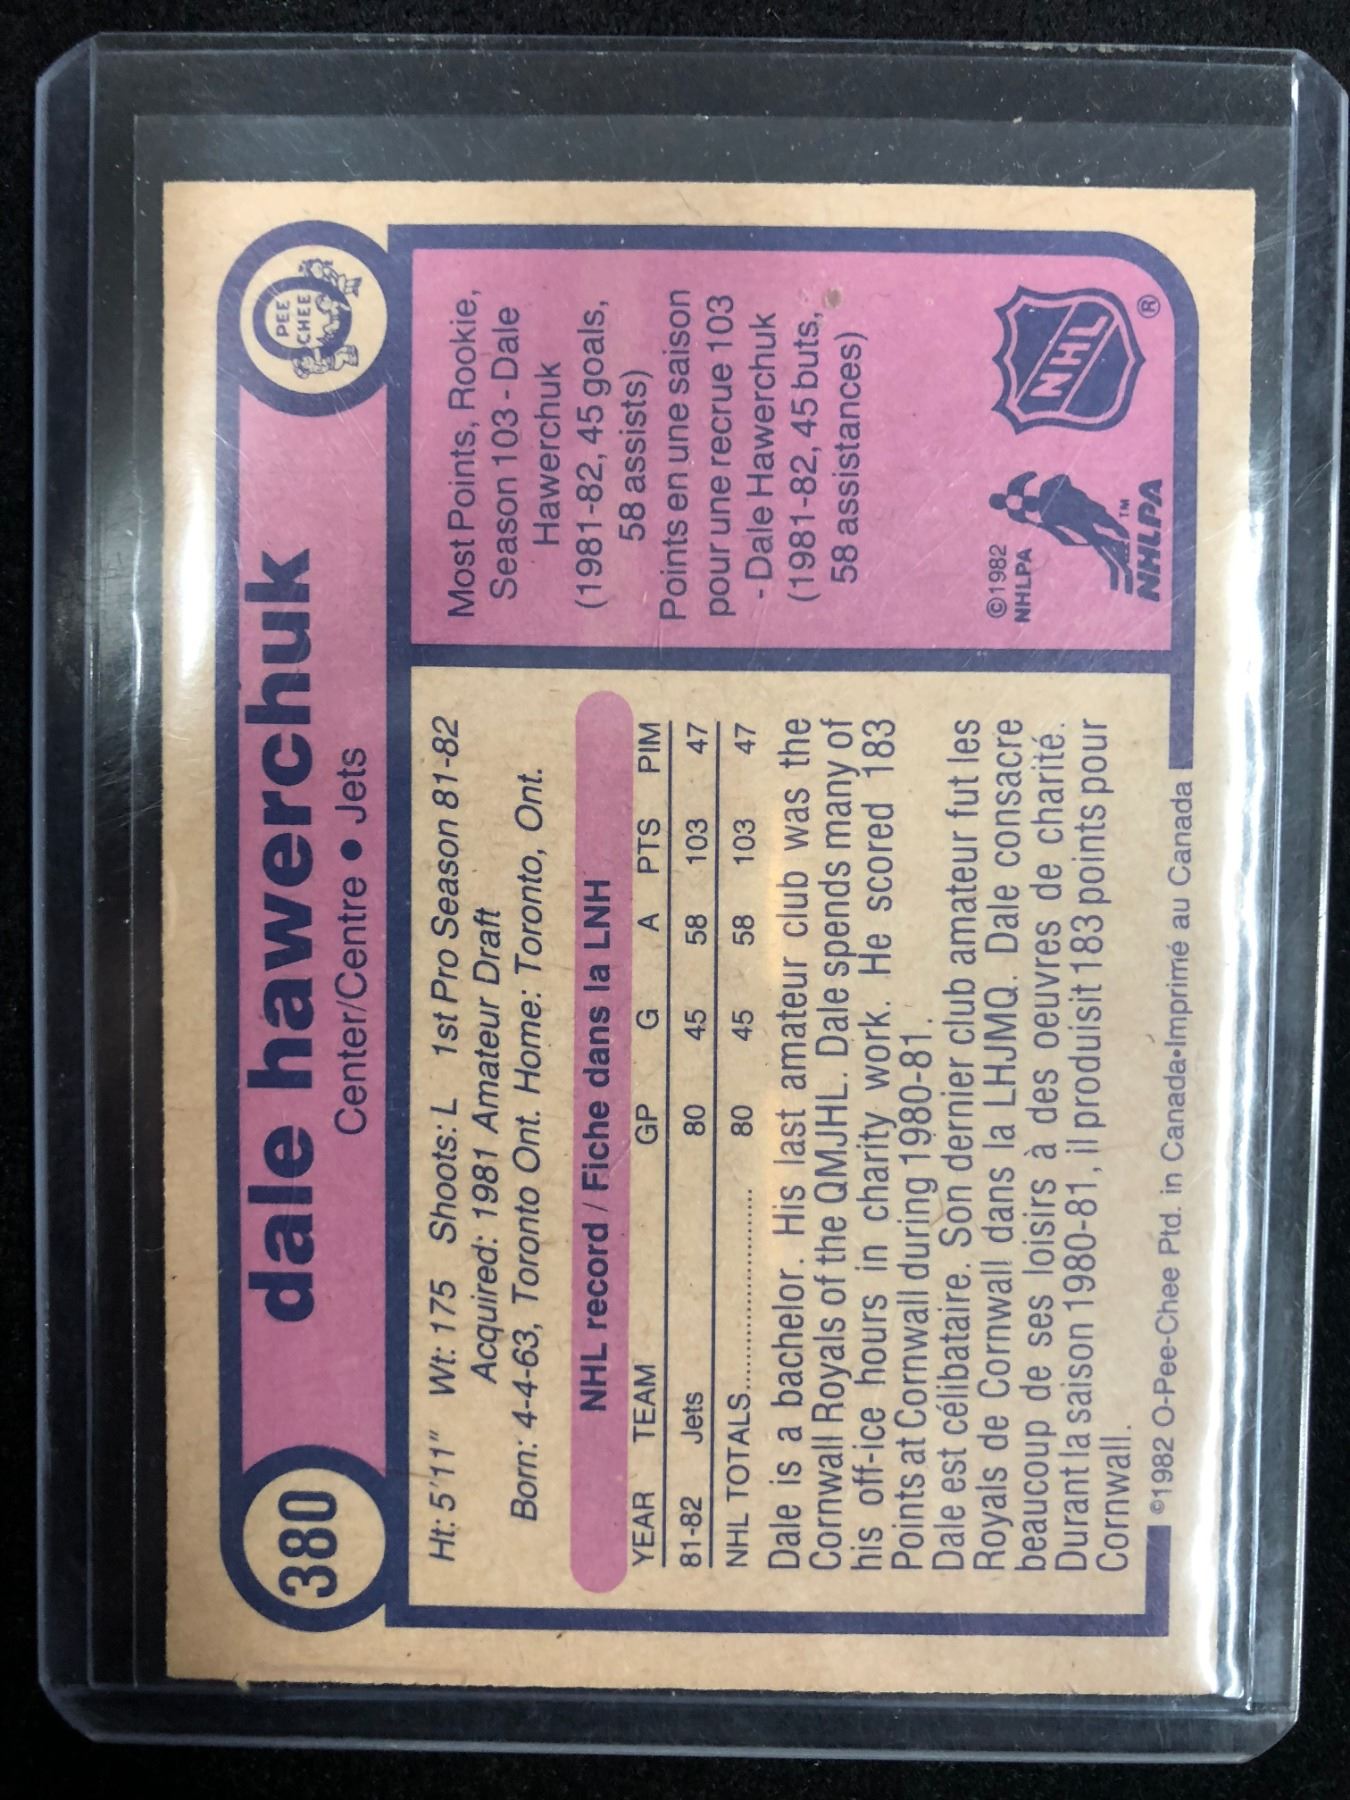 380
dale hawerchuk
Center/Centre • Jets
PEE
CHEE
Ht: 5'11" Wt: 175 Shoots: L 1st Pro Season 81-82
Acquired: 1981 Amateur Draft
Born: 4-4-63, Toronto Ont. Home: Toronto, Ont.
NHL record / Fiche dans la LNH
YEAR TEAM GP G A PTS PIM
81-82 Jets 80 45 58 103 47
NHL TOTALS.................... 80 45 58 103 47
Dale is a bachelor. His last amateur club was the
Cornwall Royals of the QMJHL. Dale spends many of
his off-ice hours in charity work. He scored 183
Points at Cornwall during 1980-81.
Dale est célibataire. Son dernier club amateur fut les
Royals de Cornwall dans la LHJMQ. Dale consacre
beaucoup de ses loisirs à des oeuvres de charité.
Durant la saison 1980-81, il produisit 183 points pour
Cornwall.
©1982 O-Pee-Chee Ptd. in Canada•Imprimé au Canada
Most Points, Rookie,
Season 103 - Dale
Hawerchuk
(1981-82, 45 goals,
58 assists)
Points en une saison
pour une recrue 103
- Dale Hawerchuk
(1981-82, 45 buts,
58 assistances)
©1982
NHLPA
NHLPA™
NHL®